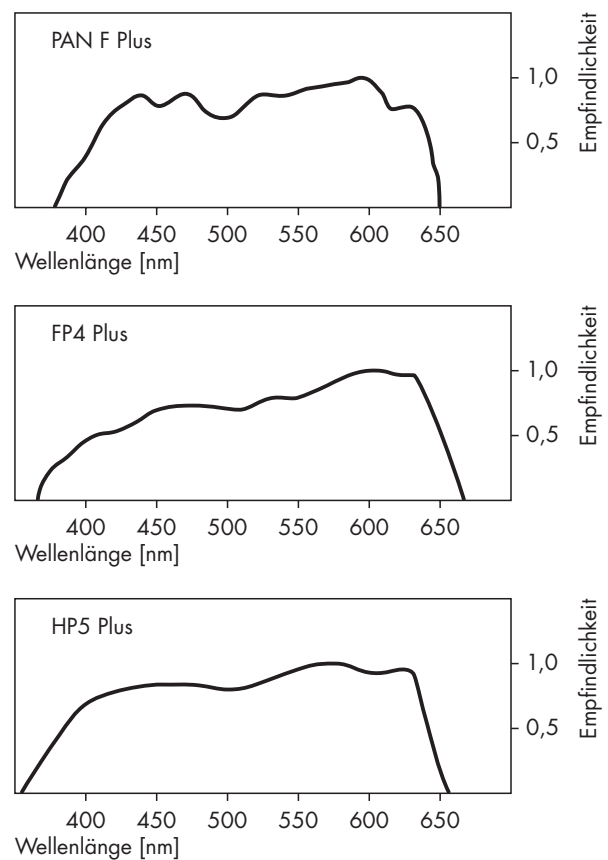 PAN F Plus
1,0
0,5
Empfindlichkeit
400 450 500 550 600 650
Wellenlänge [nm]
FP4 Plus
1,0
0,5
Empfindlichkeit
400 450 500 550 600 650
Wellenlänge [nm]
HP5 Plus
1,0
0,5
Empfindlichkeit
400 450 500 550 600 650
Wellenlänge [nm]